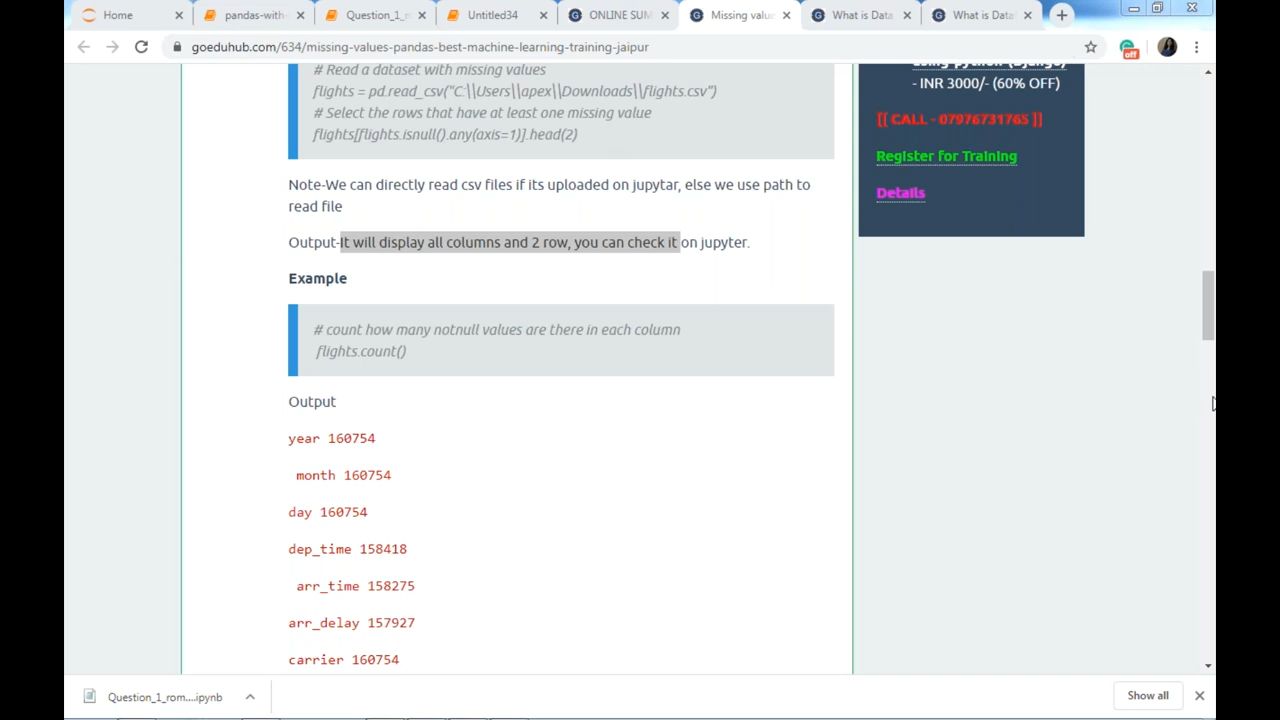 Home
pandas-with-
Question_1_r
Untitled34
ONLINE SUM
Missing value
What is Data
What is Data
goeduhub.com/634/missing-values-pandas-best-machine-learning-training-jaipur
off
# Read a dataset with missing values
flights = pd.read_csv("C:\\Users\\apex\\Downloads\\flights.csv")
# Select the rows that have at least one missing value
flights[flights.isnull().any(axis=1)].head(2)
Note-We can directly read csv files if its uploaded on jupytar, else we use path to
read file
Output-It will display all columns and 2 row, you can check it on jupyter.
Example
# count how many notnull values are there in each column
flights.count()
Output
year 160754
month 160754
day 160754
dep_time 158418
arr_time 158275
arr_delay 157927
carrier 160754
using python (Django)
- INR 3000/- (60% OFF)
[[ CALL - 07976731765 ]]
Register for Training
Details
Question_1_rom....ipynb
Show all